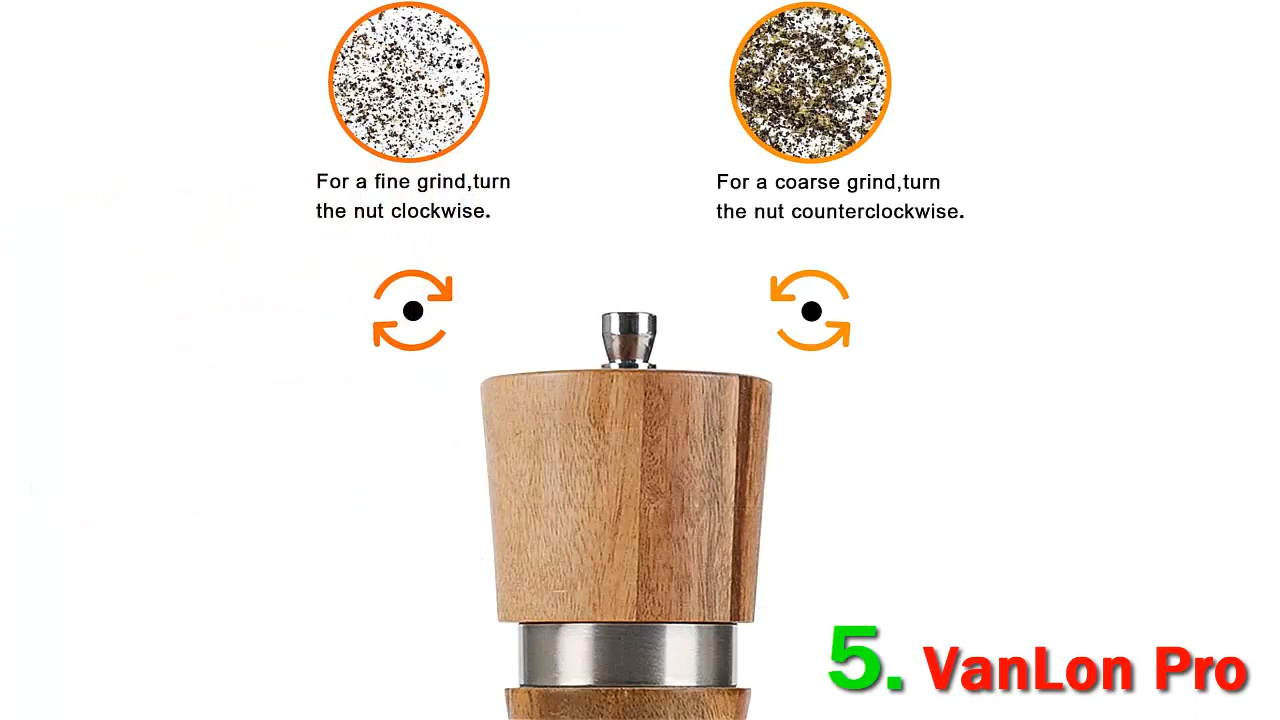 For a fine grind,turn
the nut clockwise.
For a coarse grind,turn
the nut counterclockwise.
5. VanLon Pro